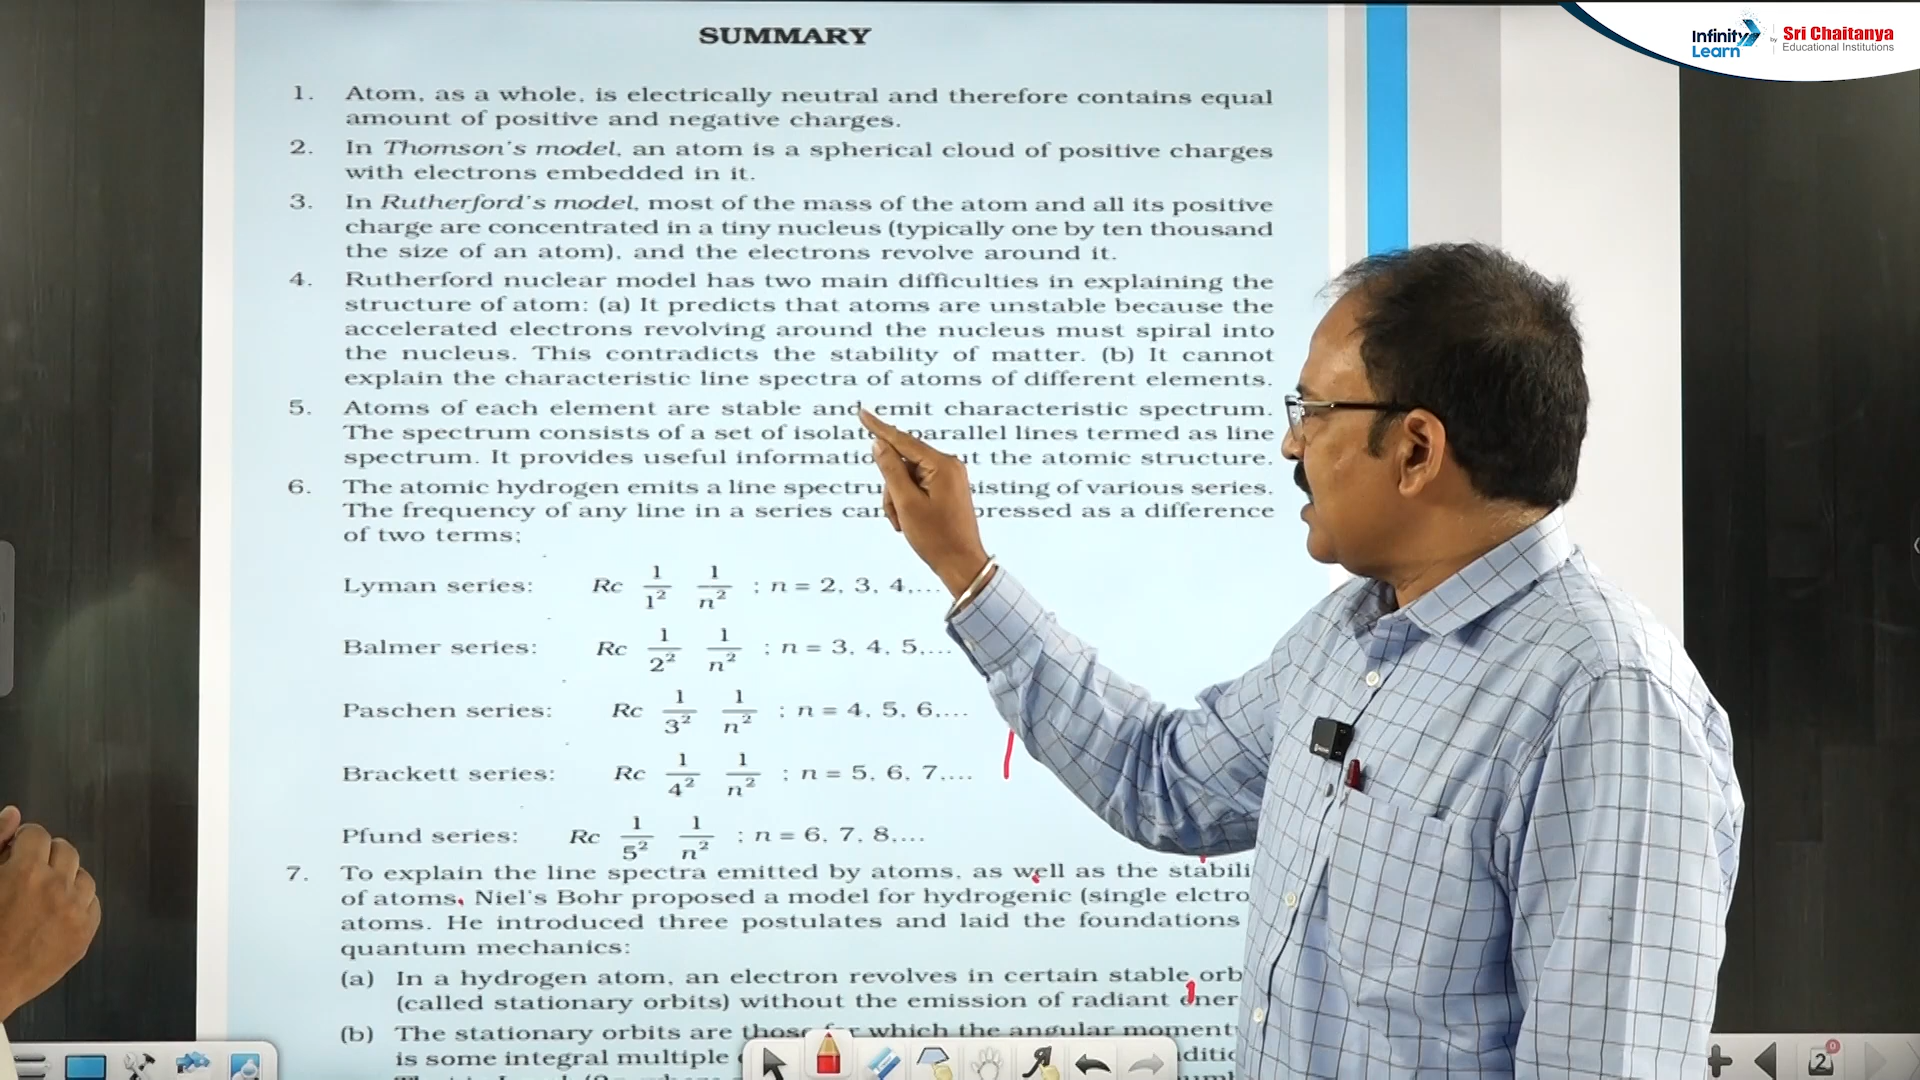 SUMMARY
Infinity Learn by Sri Chaitanya Educational Institutions
1. Atom, as a whole, is electrically neutral and therefore contains equal
amount of positive and negative charges.
2. In Thomson's model, an atom is a spherical cloud of positive charges
with electrons embedded in it.
3. In Rutherford's model, most of the mass of the atom and all its positive
charge are concentrated in a tiny nucleus (typically one by ten thousand
the size of an atom), and the electrons revolve around it.
4. Rutherford nuclear model has two main difficulties in explaining the
structure of atom: (a) It predicts that atoms are unstable because the
accelerated electrons revolving around the nucleus must spiral into
the nucleus. This contradicts the stability of matter. (b) It cannot
explain the characteristic line spectra of atoms of different elements.
5. Atoms of each element are stable and emit characteristic spectrum.
The spectrum consists of a set of isolate parallel lines termed as line
spectrum. It provides useful informatio the atomic structure.
6. The atomic hydrogen emits a line spectru sisting of various series.
The frequency of any line in a series can pressed as a difference
of two terms;
Lyman series: Rc 1/1² 1/n² ; n = 2, 3, 4,...
Balmer series: Rc 1/2² 1/n² ; n = 3, 4, 5,...
Paschen series: Rc 1/3² 1/n² ; n = 4, 5, 6,...
Brackett series: Rc 1/4² 1/n² ; n = 5, 6, 7,...
Pfund series: Rc 1/5² 1/n² ; n = 6, 7, 8,...
7. To explain the line spectra emitted by atoms, as well as the stabili
of atoms, Niel's Bohr proposed a model for hydrogenic (single elctro
atoms. He introduced three postulates and laid the foundations
quantum mechanics:
(a) In a hydrogen atom, an electron revolves in certain stable orb
(called stationary orbits) without the emission of radiant ener
(b) The stationary orbits are those for which the angular moment
is some integral multiple
2